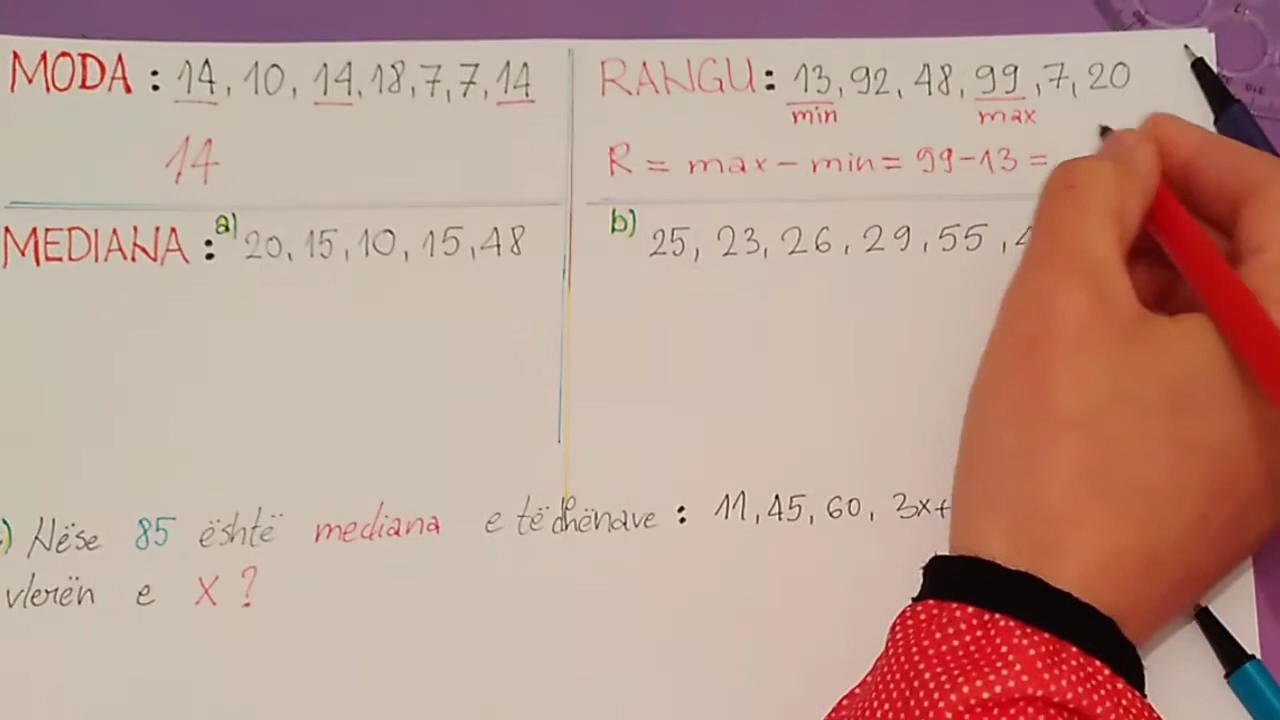 MODA : 14, 10, 14, 18, 7, 7, 14
14
RANGU : 13, 92, 48, 99, 7, 20
min max
R = max - min = 99 - 13 =
MEDIANA : a) 20, 15, 10, 15, 48
b) 25, 23, 26, 29, 55,
) Nëse 85 është mediana e të dhënave : 11, 45, 60, 3x+
vlerën e x ?